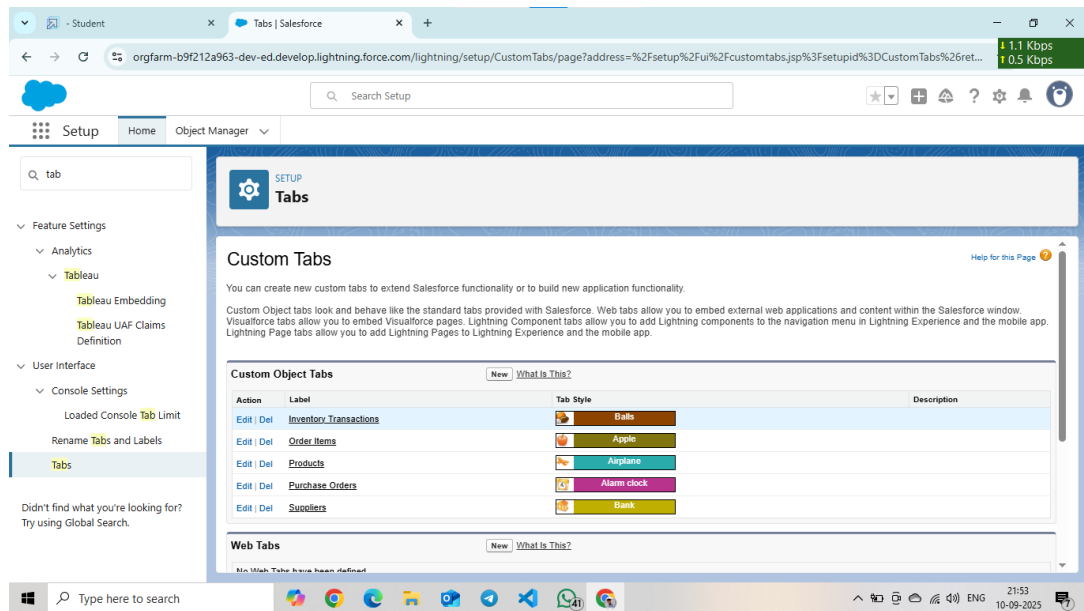 - Student
Tabs | Salesforce
orgfarm-b9f212a963-dev-ed.develop.lightning.force.com/lightning/setup/CustomTabs/page?address=%2Fsetup%2Fui%2Fcustomtabs.jsp%3Fsetupid%3DCustomTabs%26ret...
1.1 Kbps
0.5 Kbps
Search Setup
Setup Home Object Manager
tab
Feature Settings
Analytics
Tableau
Tableau Embedding
Tableau UAF Claims
Definition
User Interface
Console Settings
Loaded Console Tab Limit
Rename Tabs and Labels
Tabs
Didn't find what you're looking for?
Try using Global Search.
SETUP
Tabs
Custom Tabs
Help for this Page
You can create new custom tabs to extend Salesforce functionality or to build new application functionality.
Custom Object tabs look and behave like the standard tabs provided with Salesforce. Web tabs allow you to embed external web applications and content within the Salesforce window.
Visualforce tabs allow you to embed Visualforce pages. Lightning Component tabs allow you to add Lightning components to the navigation menu in Lightning Experience and the mobile app.
Lightning Page tabs allow you to add Lightning Pages to Lightning Experience and the mobile app.
Custom Object Tabs New What Is This?
Action Label Tab Style Description
Edit | Del Inventory Transactions Balls
Edit | Del Order Items Apple
Edit | Del Products Airplane
Edit | Del Purchase Orders Alarm clock
Edit | Del Suppliers Bank
Web Tabs New What Is This?
No Web Tabs have been defined
Type here to search
41
ENG
21:53
10-09-2025
7